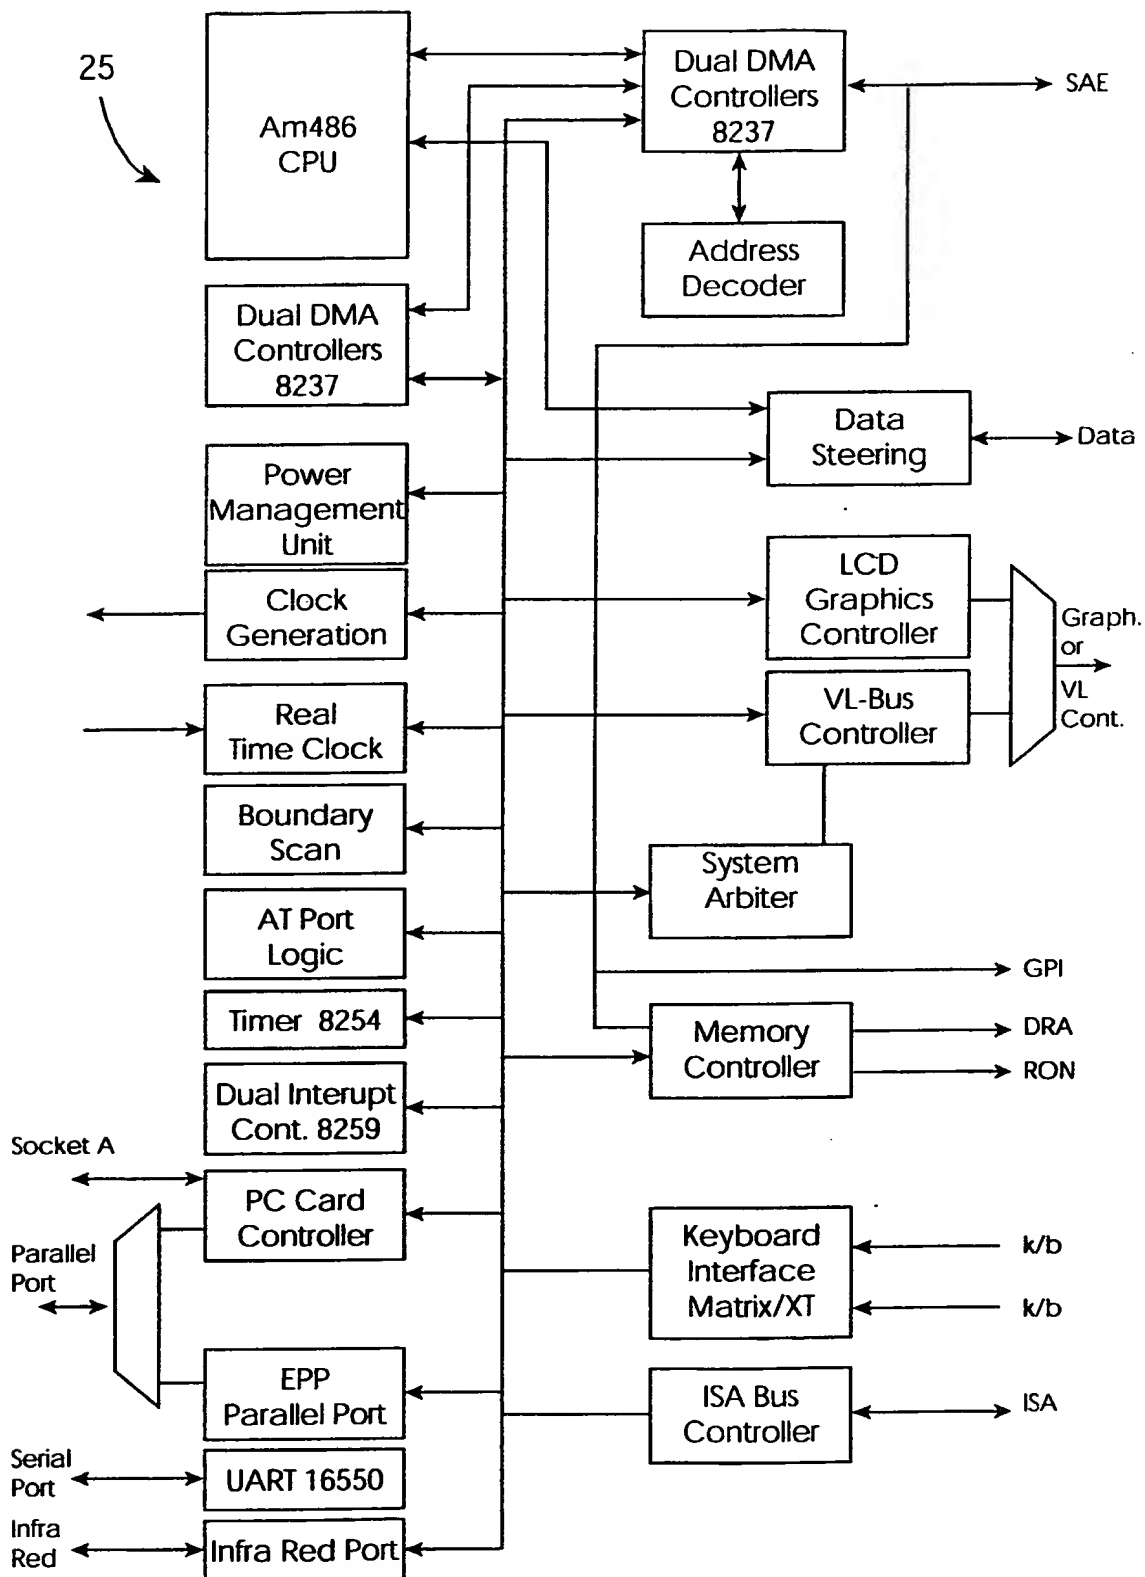 25
Am486
CPU
Dual DMA
Controllers
8237
SAE
Address
Decoder
Dual DMA
Controllers
8237
Data
Steering
Data
Power
Management
Unit
LCD
Graphics
Controller
Clock
Generation
Graph.
or
VL
Cont.
VL-Bus
Controller
Real
Time Clock
Boundary
Scan
System
Arbiter
AT Port
Logic
GPI
Timer 8254
Memory
Controller
DRA
RON
Dual Interupt
Cont. 8259
Socket A
PC Card
Controller
Parallel
Port
Keyboard
Interface
Matrix/XT
k/b
k/b
EPP
Parallel Port
ISA Bus
Controller
ISA
Serial
Port
UART 16550
Infra
Red
Infra Red Port